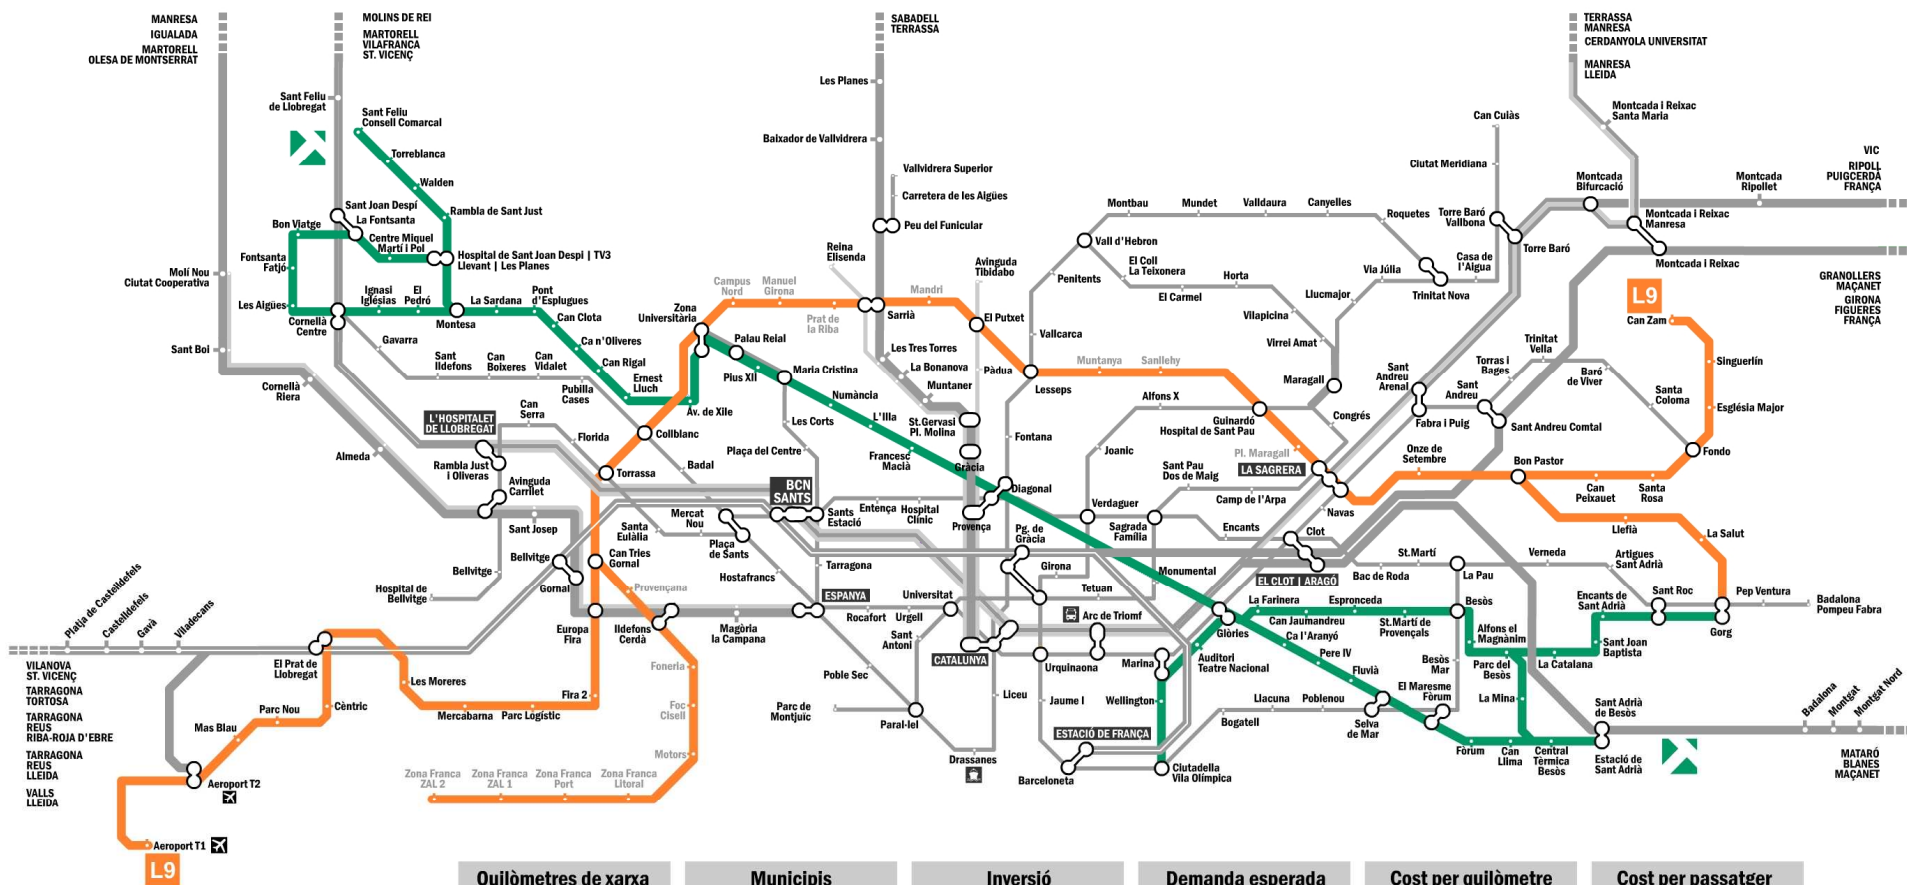 MANRESA
IGUALADA
MARTORELL
OLESA DE MONTSERRAT
MOLINS DE REI
MARTORELL
VILAFRANCA
ST. VICENÇ
SABADELL
TERRASSA
TERRASSA
MANRESA
CERDANYOLA UNIVERSITAT
MANRESA
LLEIDA
Sant Feliu
de Llobregat
Sant Feliu
Consell Comarcal
Torreblanca
Walden
Rambla de Sant Just
Sant Joan Despí
La Fontsanta
Bon Viatge
Centre Miquel
Martí i Pol
Hospital de Sant Joan Despi | TV3
Llevant | Les Planes
Fontsanta
Fatjó
Les Aigües
Molí Nou
Ciutat Cooperativa
Sant Boi
Cornellà
Centre
Ignasi
Iglésias
El
Pedró
Montesa
La Sardana
Pont
d'Esplugues
Can Clota
Ca n'Oliveres
Can Rigal
Ernest
Lluch
Av. de Xile
Gavarra
Sant
Ildefons
Can
Boixeres
Can
Vidalet
Pubilla
Cases
Cornellà
Riera
Almeda
L'HOSPITALET
DE LLOBREGAT
Can
Serra
Florida
Rambla Just
i Oliveras
Avinguda
Carrilet
Sant Josep
Bellvitge
Hospital de
Bellvitge
Bellvitge
Gornal
Collblanc
Badal
Torrassa
Santa
Eulàlia
Mercat
Nou
Plaça
de Sants
Hostafrancs
Can Tries
Gornal
Provençana
Europa
Fira
Ildefons
Cerdà
Magòria
la Campana
Foneria
Foc
Cisell
Motors
Zona Franca
ZAL 2
Zona Franca
ZAL 1
Zona Franca
Port
Zona Franca
Litoral
Fira 2
Parc Logístic
Mercabarna
Les Moreres
El Prat de
Llobregat
Cèntric
Parc Nou
Mas Blau
Aeroport T2
Aeroport T1
L9
Platja de Castelldefels
Castelldefels
Gavà
Viladecans
VILANOVA
ST. VICENÇ
TARRAGONA
TORTOSA
TARRAGONA
REUS
RIBA-ROJA D'EBRE
TARRAGONA
REUS
LLEIDA
VALLS
LLEIDA
Les Planes
Baixador de Vallvidrera
Vallvidrera Superior
Carretera de les Aigües
Peu del Funicular
Reina
Elisenda
Avinguda
Tibidabo
Zona
Universitària
Campus
Nord
Manuel
Girona
Prat de
la Riba
Sarrià
Mandri
El Putxet
Palau Reial
Pius XII
Maria Cristina
Les Corts
Plaça del Centre
Numància
L'Illa
Francesc
Macià
Les Tres Torres
La Bonanova
Muntaner
St.Gervasi
Pl. Molina
Gràcia
Pàdua
Lesseps
Fontana
Diagonal
Provença
BCN
SANTS
Sants
Estació
Entença
Hospital
Clínic
Tarragona
ESPANYA
Rocafort
Urgell
Universitat
Sant
Antoni
Poble Sec
Parc de
Montjuïc
Paral·lel
Drassanes
Liceu
CATALUNYA
Pg. de
Gràcia
Girona
Tetuan
Arc de Triomf
Urquinaona
Jaume I
Barceloneta
ESTACIÓ DE FRANÇA
Ciutadella
Vila Olímpica
Marina
Wellington
Auditori
Teatre Nacional
Glòries
Monumental
Montbau
Mundet
Valldaura
Canyelles
Roquetes
Vall d'Hebron
Penitents
Vallcarca
El Coll
La Teixonera
El Carmel
Horta
Vilapicina
Virrei Amat
Llucmajor
Via Júlia
Trinitat Nova
Casa de
l'Aigua
Torre Baró
Vallbona
Torre Baró
Ciutat Meridiana
Can Cuiàs
Montcada i Reixac
Santa Maria
Montcada
Bifurcació
Montcada i Reixac
Manresa
Montcada i Reixac
Montcada
Ripollet
VIC
RIPOLL
PUIGCERDÀ
FRANÇA
GRANOLLERS
MAÇANET
GIRONA
FIGUERES
FRANÇA
L9
Can Zam
Singuerlín
Església Major
Fondo
Santa
Coloma
Baró
de Viver
Trinitat
Vella
Torras i
Bages
Sant
Andreu
Sant Andreu Comtal
Sant
Andreu
Arenal
Fabra i Puig
Muntanya
Sanllehy
Maragall
Congrés
Alfons X
Guinardó
Hospital de Sant Pau
Pl. Maragall
Joanic
Sant Pau
Dos de Maig
Camp de l'Arpa
LA SAGRERA
Navas
Onze de
Setembre
Bon Pastor
Can
Peixauet
Santa
Rosa
Llefià
La Salut
Verdaguer
Sagrada
Família
Encants
Clot
EL CLOT | ARAGÓ
Bac de Roda
St.Martí
La Pau
Verneda
Artigues
Sant Adrià
Sant Roc
Gorg
Pep Ventura
Badalona
Pompeu Fabra
La Farinera
Can Jaumandreu
Espronceda
St.Martí de
Provençals
Besòs
Alfons el
Magnànim
Encants de
Sant Adrià
Sant Joan
Baptista
La Catalana
Parc del
Besòs
La Mina
Besòs
Mar
Ca l'Aranyó
Pere IV
Fluvià
Selva
de Mar
El Maresme
Fòrum
Llacuna
Poblenou
Bogatell
Fòrum
Can
Llima
Central
Tèrmica
Besòs
Sant Adrià
de Besòs
Estació de
Sant Adrià
Badalona
Montgat
Montgat Nord
MATARÓ
BLANES
MAÇANET
Quilòmetres de xarxa
Municipis
Inversió
Demanda esperada
Cost per quilòmetre
Cost per passatger